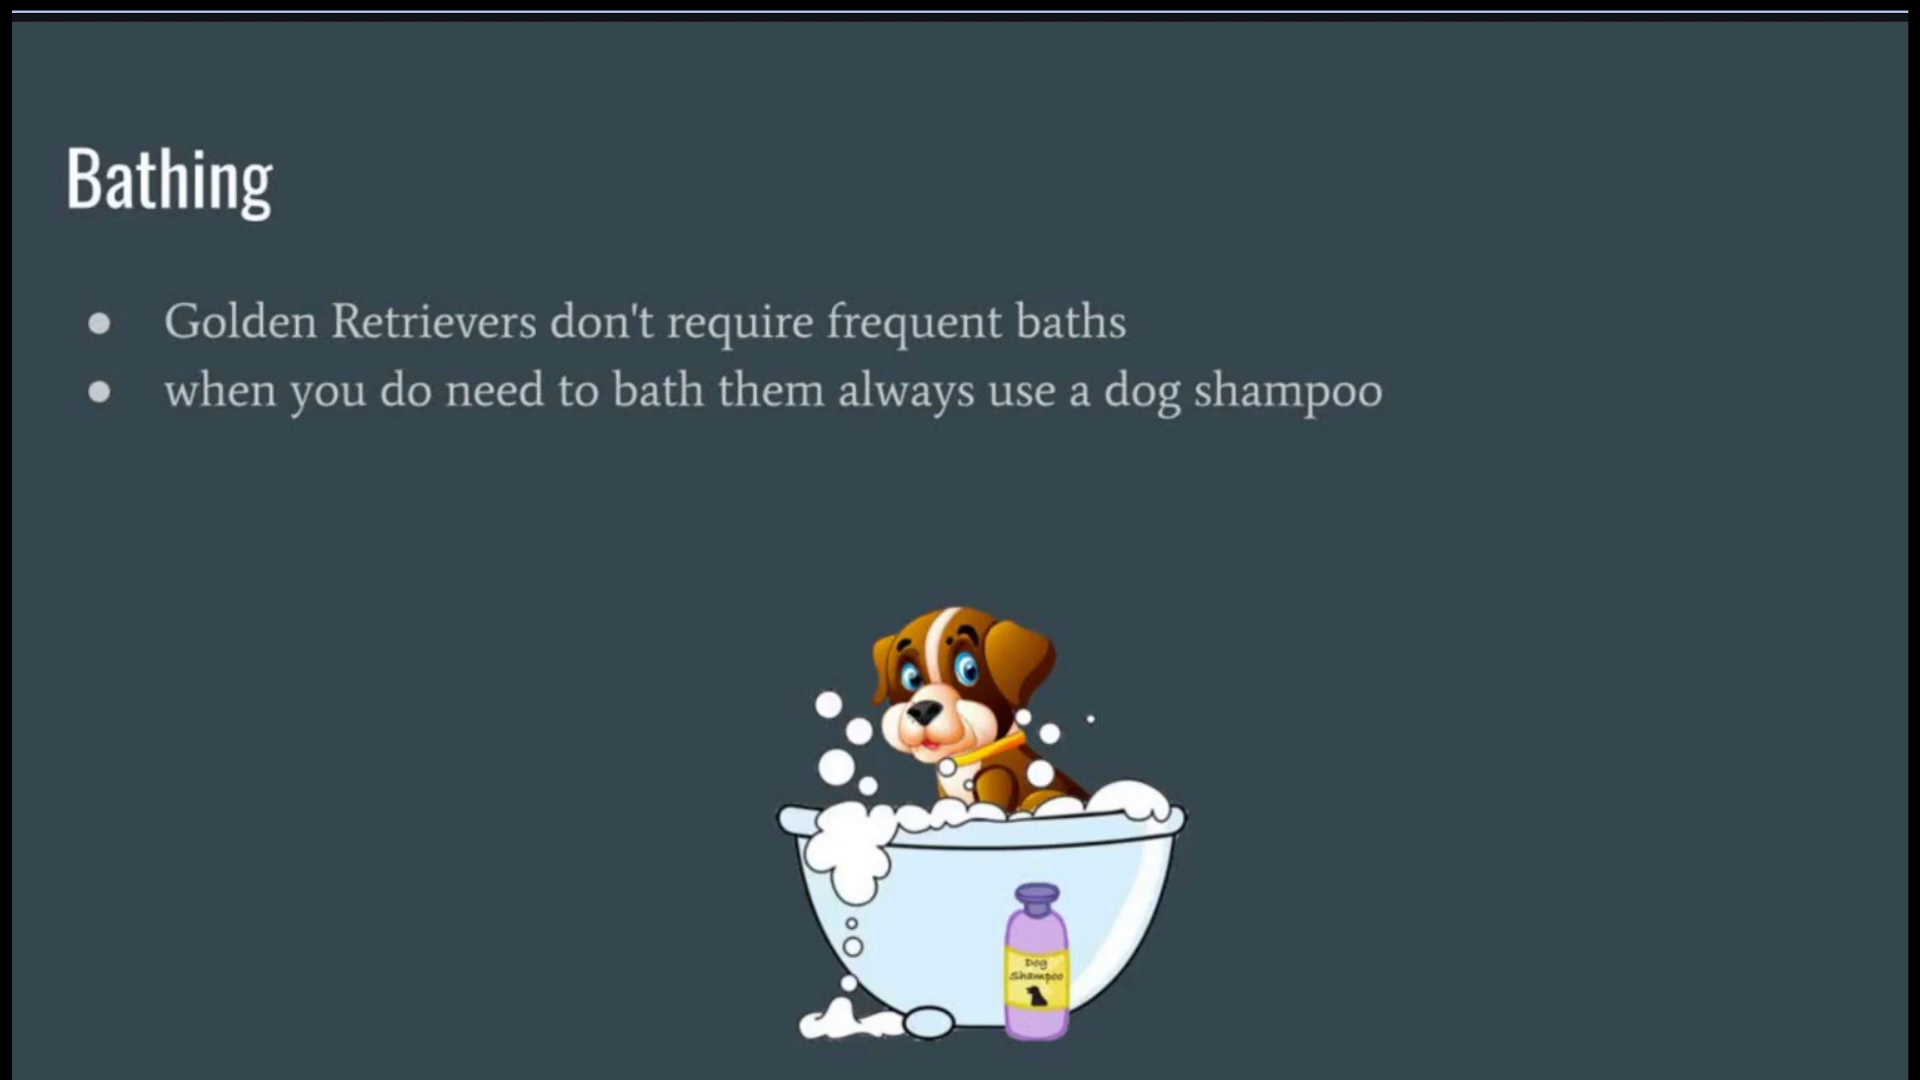 Bathing
● Golden Retrievers don't require frequent baths
● when you do need to bath them always use a dog shampoo
Dog
Shampoo